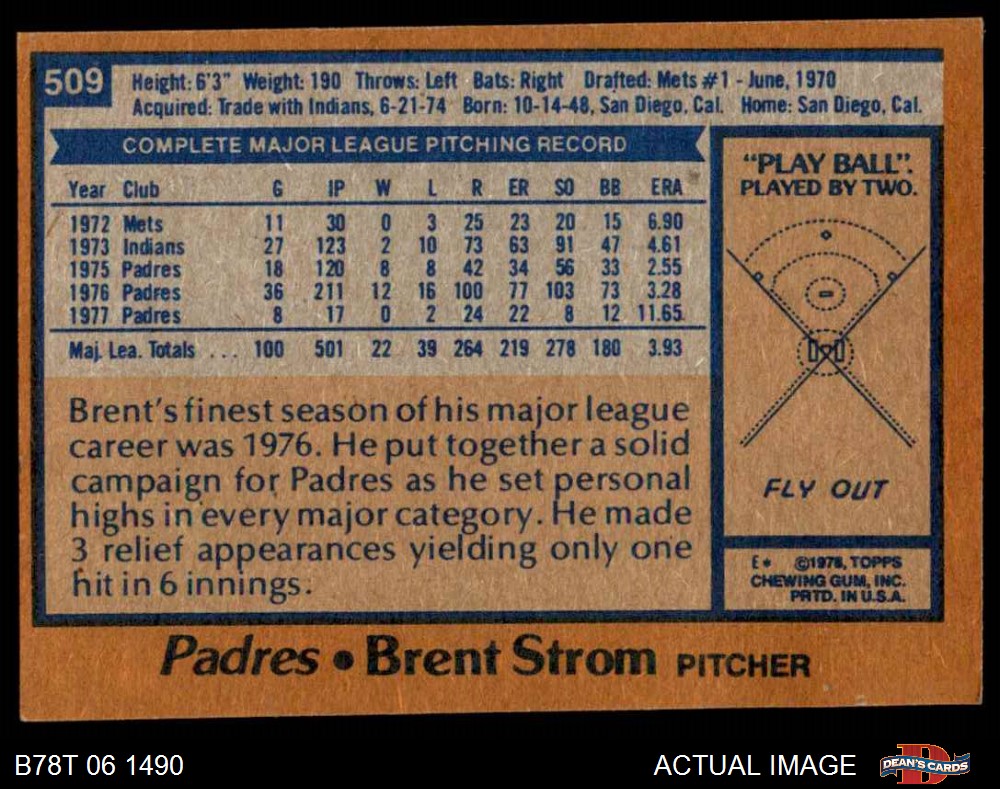 509
Height: 6'3" Weight: 190 Throws: Left Bats: Right Drafted: Mets #1 - June, 1970
Acquired: Trade with Indians, 6-21-74 Born: 10-14-48, San Diego, Cal. Home: San Diego, Cal.
COMPLETE MAJOR LEAGUE PITCHING RECORD
Year Club G IP W L R ER SO BB ERA
1972 Mets 11 30 0 3 25 23 20 15 6.90
1973 Indians 27 123 2 10 73 63 91 47 4.61
1975 Padres 18 120 8 8 42 34 56 33 2.55
1976 Padres 36 211 12 16 100 77 103 73 3.28
1977 Padres 8 17 0 2 24 22 8 12 11.65
Maj. Lea. Totals ... 100 501 22 39 264 219 278 180 3.93
Brent's finest season of his major league
career was 1976. He put together a solid
campaign for Padres as he set personal
highs in every major category. He made
3 relief appearances yielding only one
hit in 6 innings.
"PLAY BALL".
PLAYED BY TWO.
FLY OUT
E* ©1978, TOPPS
CHEWING GUM, INC.
PRTD. IN U.S.A.
Padres • Brent Strom PITCHER
B78T 06 1490
ACTUAL IMAGE
DEAN'S CARDS